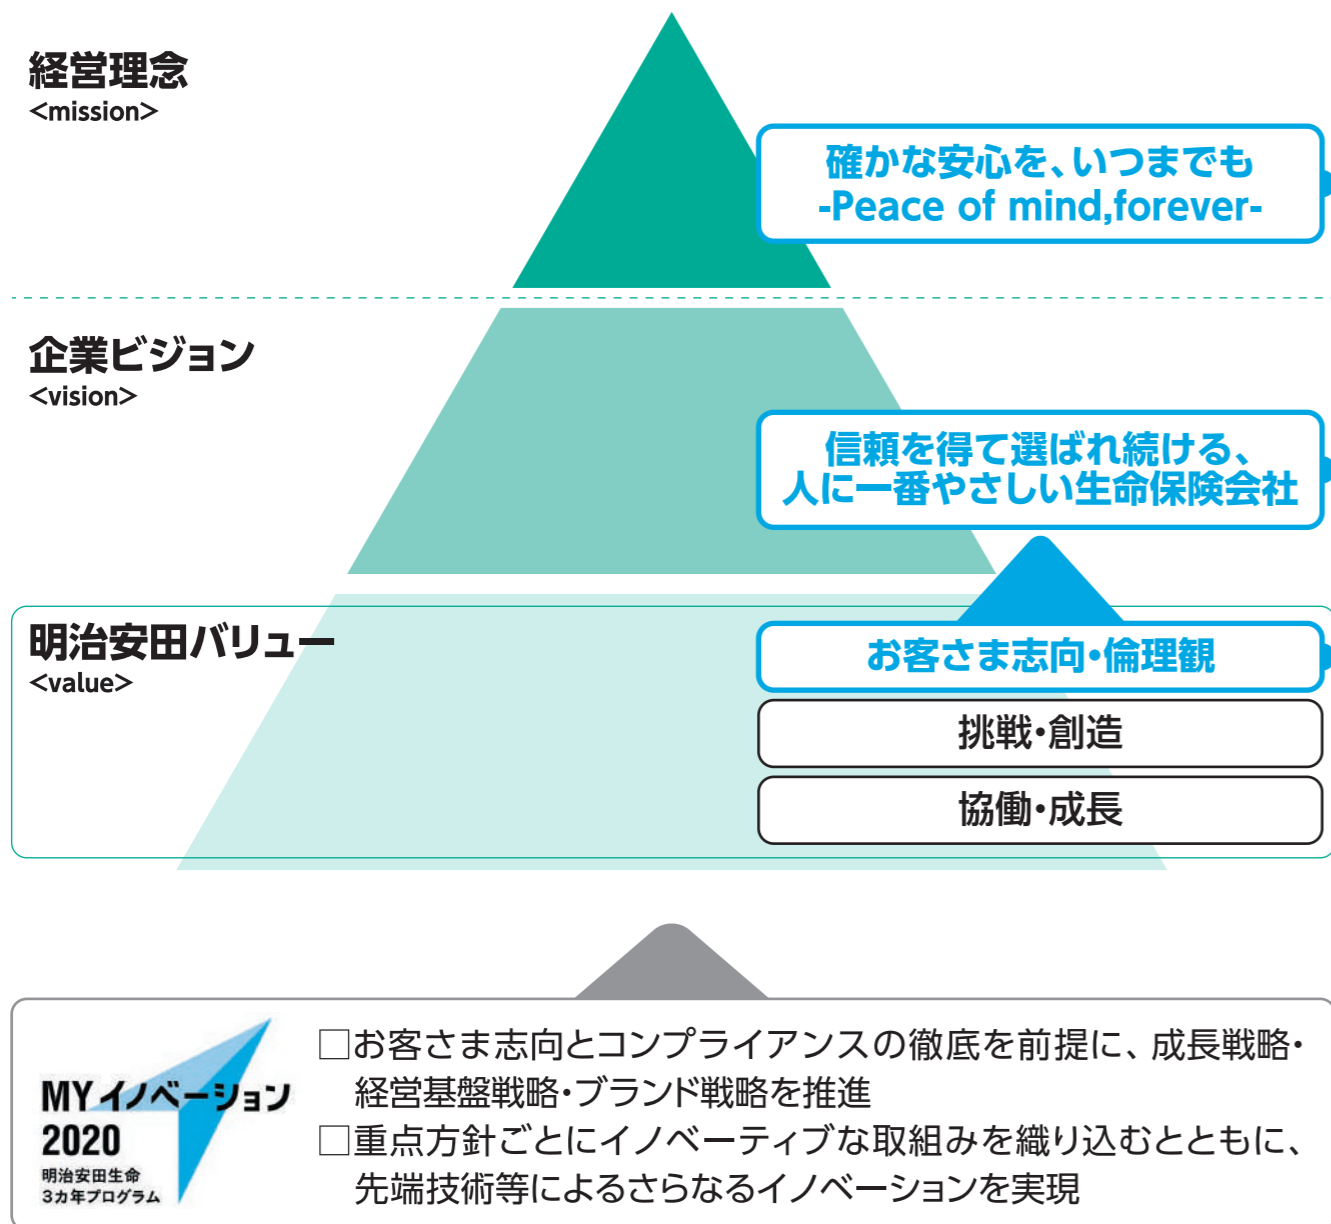 経営理念
<mission>
確かな安心を、いつまでも
-Peace of mind,forever-
企業ビジョン
<vision>
信頼を得て選ばれ続ける、
人に一番やさしい生命保険会社
明治安田バリュー
<value>
お客さま志向・倫理観
挑戦・創造
協働・成長
MYイノベーション
2020
明治安田生命
3カ年プログラム
□お客さま志向とコンプライアンスの徹底を前提に、成長戦略・
経営基盤戦略・ブランド戦略を推進
□重点方針ごとにイノベーティブな取組みを織り込むとともに、
先端技術等によるさらなるイノベーションを実現